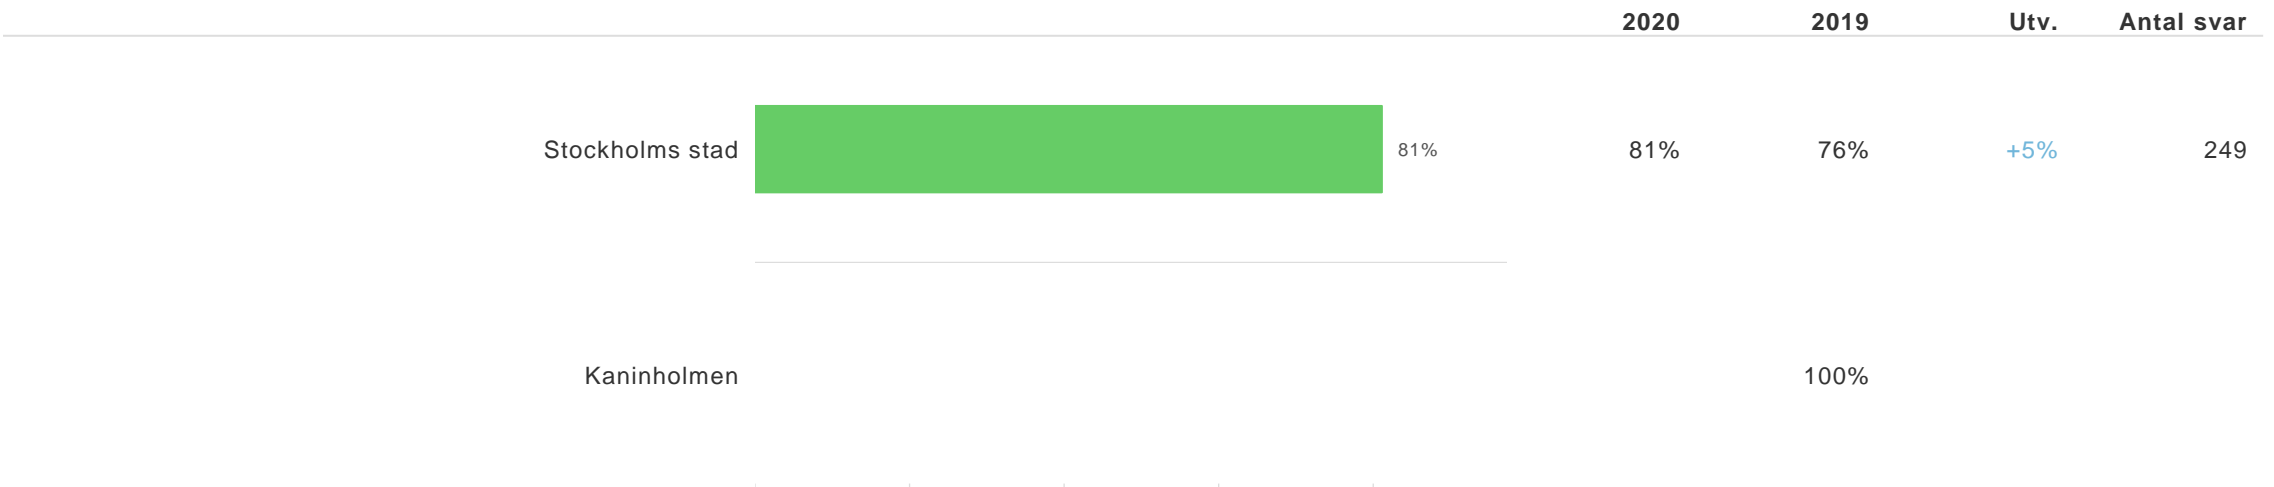 2020 2019 Utv. Antal svar
Stockholms stad 81% 81% 76% +5% 249
Kaninholmen 100%